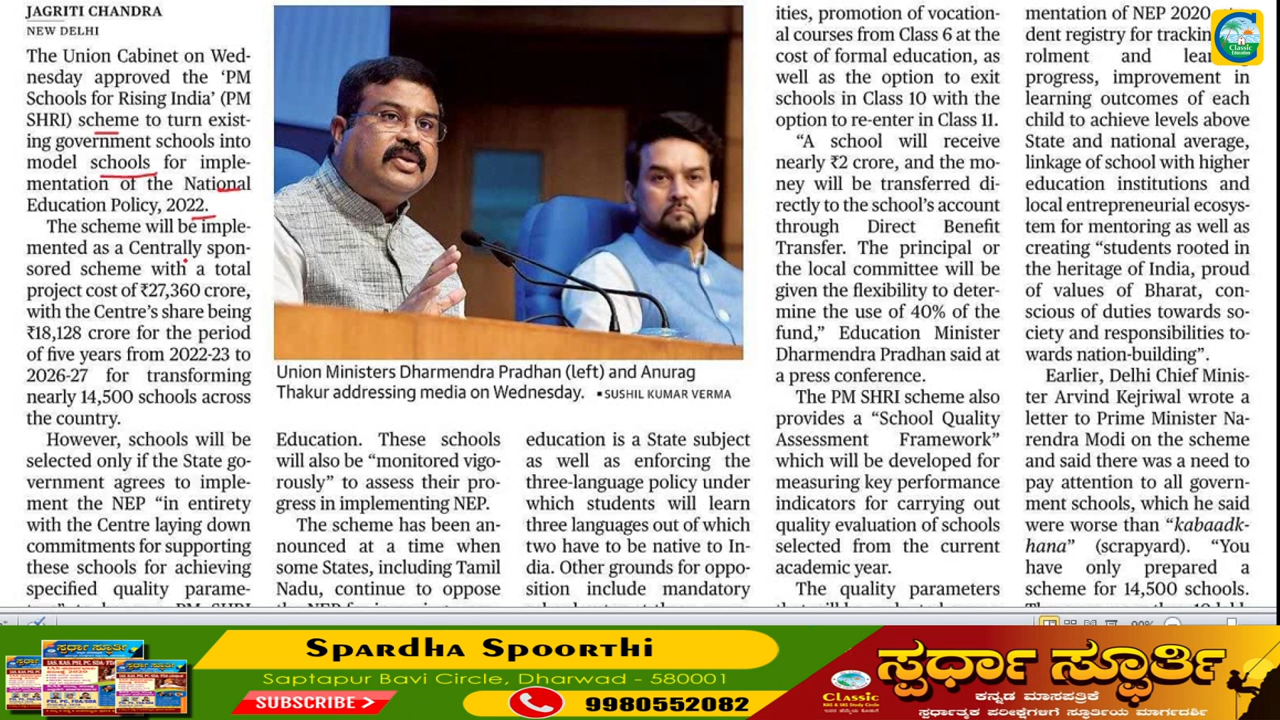 JAGRITI CHANDRA
NEW DELHI
The Union Cabinet on Wed-
nesday approved the ‘PM
Schools for Rising India’ (PM
SHRI) scheme to turn exist-
ing government schools into
model schools for imple-
mentation of the National
Education Policy, 2022.
The scheme will be imple-
mented as a Centrally spon-
sored scheme with a total
project cost of ₹27,360 crore,
with the Centre’s share being
₹18,128 crore for the period
of five years from 2022-23 to
2026-27 for transforming
nearly 14,500 schools across
the country.
However, schools will be
selected only if the State go-
vernment agrees to imple-
ment the NEP “in entirety
with the Centre laying down
commitments for supporting
these schools for achieving
specified quality parame-
Union Ministers Dharmendra Pradhan (left) and Anurag
Thakur addressing media on Wednesday. ▪ SUSHIL KUMAR VERMA
Education. These schools
will also be “monitored vigo-
rously” to assess their pro-
gress in implementing NEP.
The scheme has been an-
nounced at a time when
some States, including Tamil
Nadu, continue to oppose
education is a State subject
as well as enforcing the
three-language policy under
which students will learn
three languages out of which
two have to be native to In-
dia. Other grounds for oppo-
sition include mandatory
ities, promotion of vocation-
al courses from Class 6 at the
cost of formal education, as
well as the option to exit
schools in Class 10 with the
option to re-enter in Class 11.
“A school will receive
nearly ₹2 crore, and the mo-
ney will be transferred di-
rectly to the school’s account
through Direct Benefit
Transfer. The principal or
the local committee will be
given the flexibility to deter-
mine the use of 40% of the
fund,” Education Minister
Dharmendra Pradhan said at
a press conference.
The PM SHRI scheme also
provides a “School Quality
Assessment Framework”
which will be developed for
measuring key performance
indicators for carrying out
quality evaluation of schools
selected from the current
academic year.
The quality parameters
mentation of NEP 2020,
dent registry for tracking
rolment and
progress, improvement in
learning outcomes of each
child to achieve levels above
State and national average,
linkage of school with higher
education institutions and
local entrepreneurial ecosys-
tem for mentoring as well as
creating “students rooted in
the heritage of India, proud
of values of Bharat, con-
scious of duties towards so-
ciety and responsibilities to-
wards nation-building”.
Earlier, Delhi Chief Minis-
ter Arvind Kejriwal wrote a
letter to Prime Minister Na-
rendra Modi on the scheme
and said there was a need to
pay attention to all govern-
ment schools, which he said
were worse than “kabaadk-
hana” (scrapyard). “You
have only prepared a
scheme for 14,500 schools.
Classic
Education
90%
SPARDHA SPOORTHI
Saptapur Bavi Circle, Dharwad - 580001
SUBSCRIBE
9980552082
Classic
KAS & IAS Study Circle
ಸ್ಪರ್ಧಾ ಸ್ಫೂರ್ತಿ
ಕನ್ನಡ ಮಾಸಪತ್ರಿಕೆ
ಸ್ಪರ್ಧಾತ್ಮಕ ಪರೀಕ್ಷೆಗಳಿಗೆ ಸ್ಫೂರ್ತಿಯ ಮಾರ್ಗದರ್ಶಿ